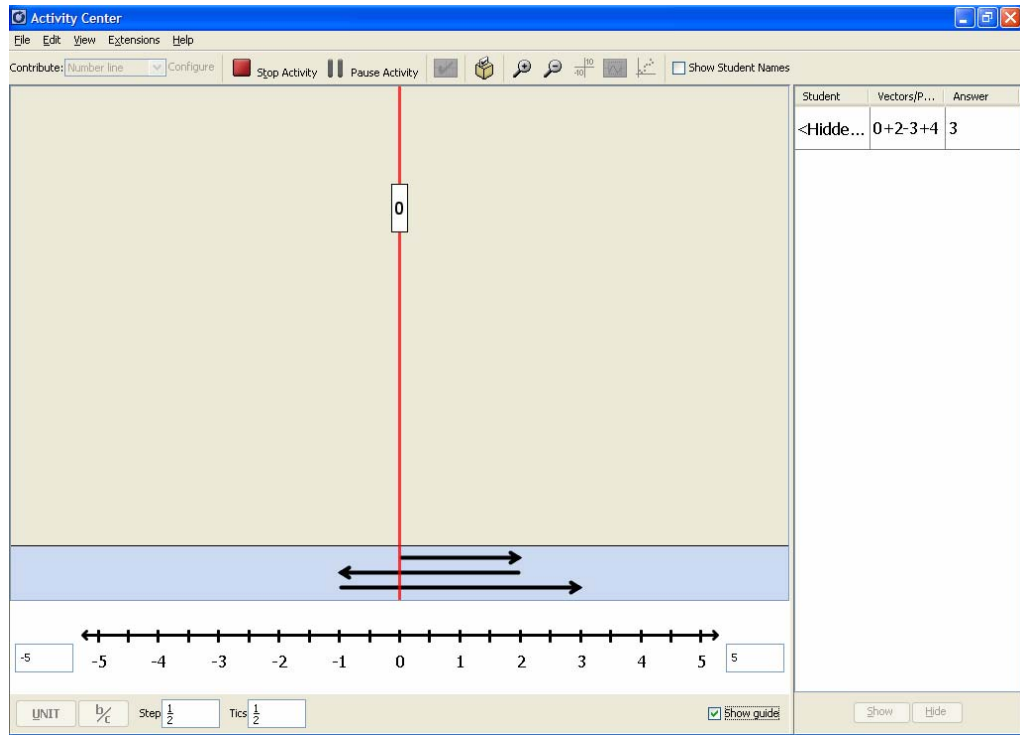 Activity Center
File Edit View Extensions Help
Contribute: Number line Configure Stop Activity Pause Activity Show Student Names
Student Vectors/P... Answer
<Hidde... 0+2-3+4 3
0
-5 -5 -4 -3 -2 -1 0 1 2 3 4 5 5
UNIT b/c Step 1/2 Tics 1/2 Show guide Show Hide